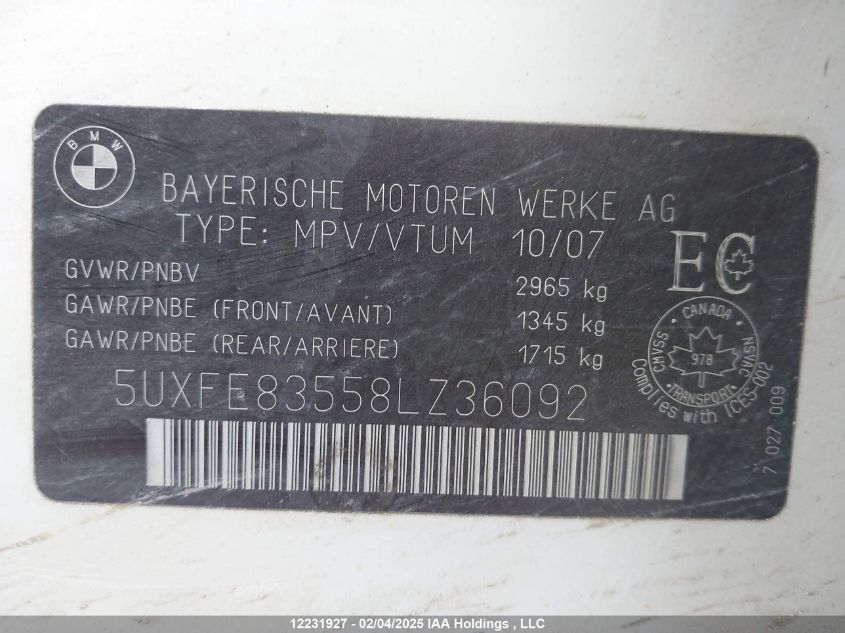 BMW
BAYERISCHE MOTOREN WERKE AG
TYPE: MPV/VTUM 10/07
EC
GVWR/PNBV 2965 kg
GAWR/PNBE (FRONT/AVANT) 1345 kg
GAWR/PNBE (REAR/ARRIERE) 1715 kg
5UXFE83558LZ36092
CANADA
CMVSS NSVAC
978
TRANSPORT
Complies with ICES-002
7 027 009
12231927 - 02/04/2025 IAA Holdings , LLC